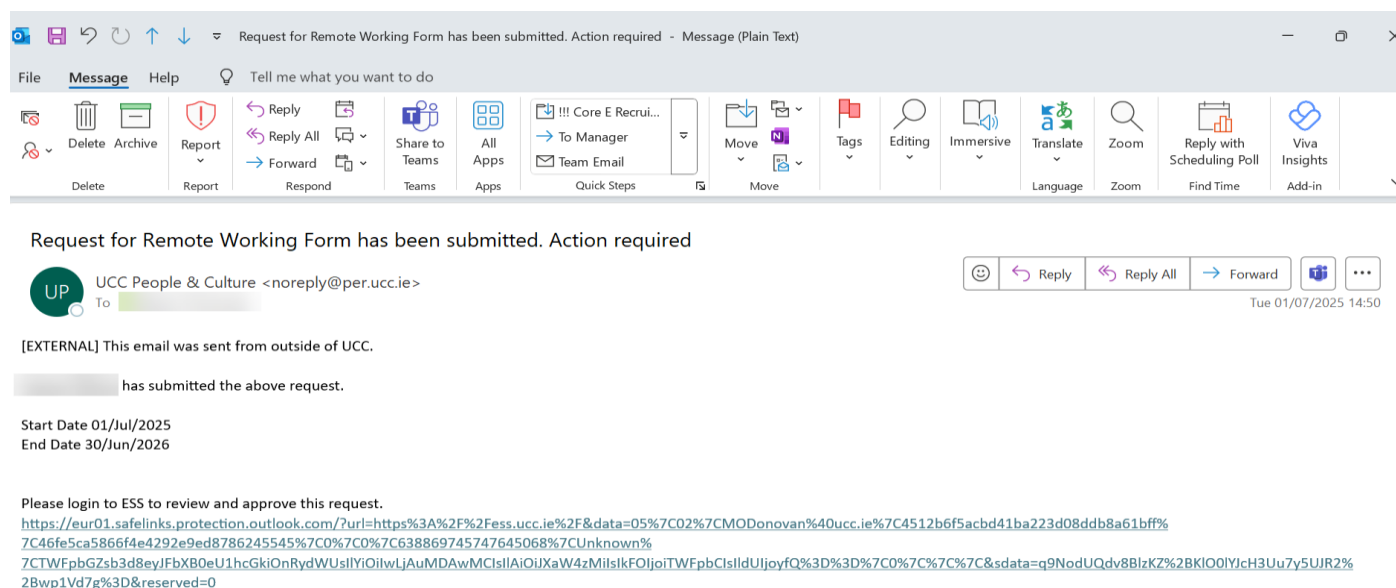 Request for Remote Working Form has been submitted. Action required - Message (Plain Text)
File Message Help Tell me what you want to do
Delete Archive Report Reply Reply All Forward Share to Teams All Apps !!! Core E Recrui... To Manager Team Email Move Tags Editing Immersive Translate Zoom Reply with Scheduling Poll Viva Insights
Delete Report Respond Teams Apps Quick Steps Move Language Zoom Find Time Add-in
Request for Remote Working Form has been submitted. Action required
UP UCC People & Culture <noreply@per.ucc.ie>
To
Reply Reply All Forward
Tue 01/07/2025 14:50
[EXTERNAL] This email was sent from outside of UCC.
has submitted the above request.
Start Date 01/Jul/2025
End Date 30/Jun/2026
Please login to ESS to review and approve this request.
https://eur01.safelinks.protection.outlook.com/?url=https%3A%2F%2Fess.ucc.ie%2F&data=05%7C02%7CMODonovan%40ucc.ie%7C4512b6f5acbd41ba223d08ddb8a61bff%
7C46fe5ca5866f4e4292e9ed8786245545%7C0%7C0%7C638869745747645068%7CUnknown%
7CTWFpbGZsb3d8eyJFbXB0eU1hcGkiOnRydWUsIlYiOiIwLjAuMDAwMCIsIlAiOiJXaW4zMiIsIkFOIjoiTWFpbCIsIldUIjoyfQ%3D%3D%7C0%7C%7C%7C&sdata=q9NodUQdv8BlzKZ%2BKlO0lYJcH3Uu7y5UJR2%
2Bwp1Vd7g%3D&reserved=0